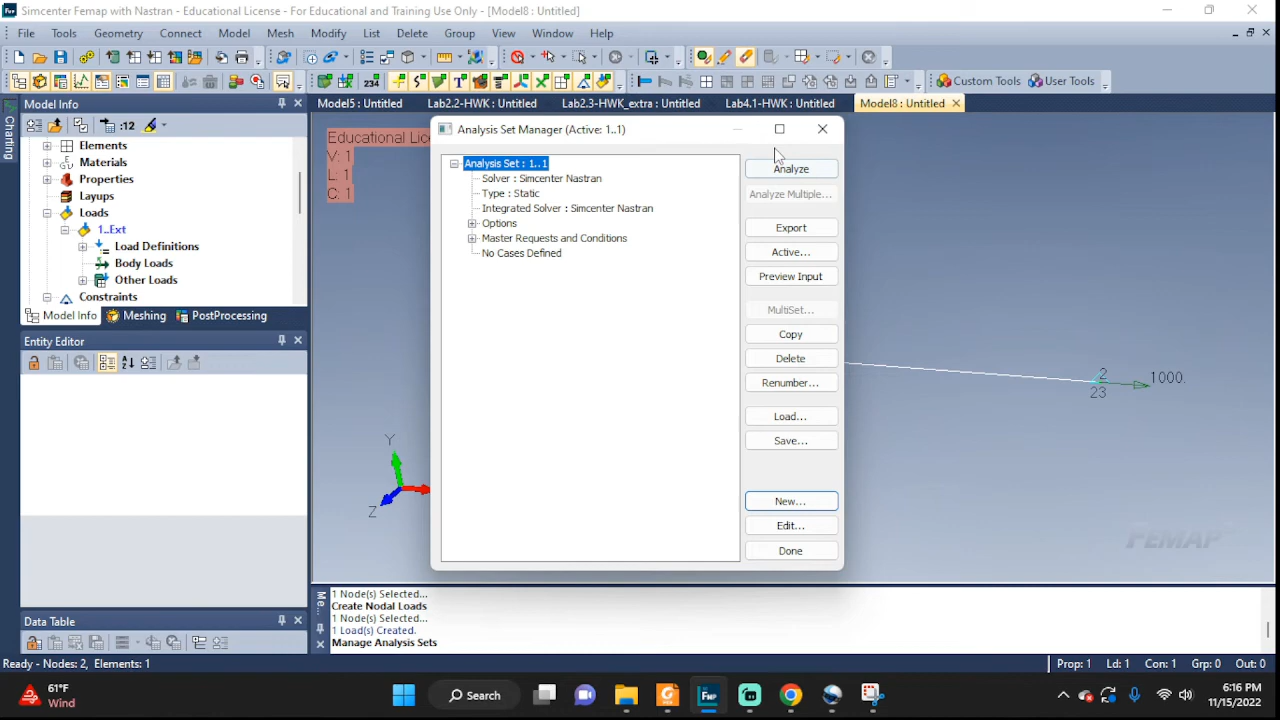 Simcenter Femap with Nastran - Educational License - For Educational and Training Use Only - [Model8 : Untitled]
File Tools Geometry Connect Model Mesh Modify List Delete Group View Window Help
234
Custom Tools User Tools
Model Info
Model5 : Untitled Lab2.2-HWK : Untitled Lab2.3-HWK_extra : Untitled Lab4.1-HWK : Untitled Model8 : Untitled
Charting
:12
Elements
Materials
Properties
Layups
Loads
1..Ext
Load Definitions
Body Loads
Other Loads
Constraints
Model Info Meshing PostProcessing
Entity Editor
Data Table
Educational Lice
V: 1
L: 1
C: 1
Analysis Set Manager (Active: 1..1)
Analysis Set : 1..1
Solver : Simcenter Nastran
Type : Static
Integrated Solver : Simcenter Nastran
Options
Master Requests and Conditions
No Cases Defined
Analyze
Analyze Multiple...
Export
Active...
Preview Input
MultiSet...
Copy
Delete
Renumber...
Load...
Save...
New...
Edit...
Done
2
1000.
23
Y
Z
FEMAP
Me...
1 Node(s) Selected...
Create Nodal Loads
1 Node(s) Selected...
1 Load(s) Created.
Manage Analysis Sets
Ready - Nodes: 2, Elements: 1
Prop: 1 Ld: 1 Con: 1 Grp: 0 Out: 0
61°F
Wind
Search
6:16 PM
11/15/2022